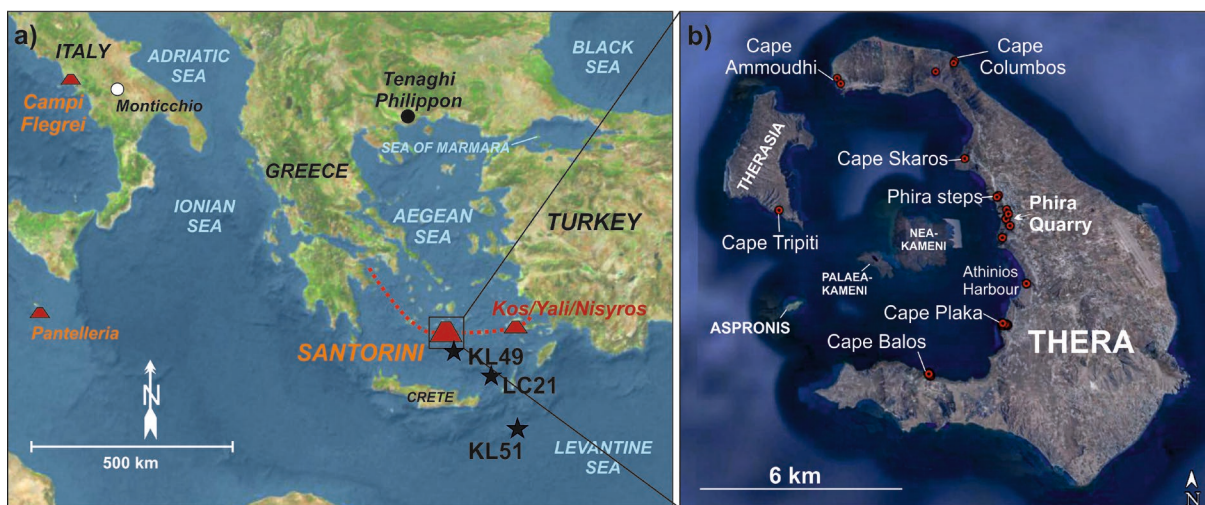 a)
ITALY
ADRIATIC
SEA
BLACK
SEA
Campi
Flegrei
Monticchio
Tenaghi
Philippon
SEA OF MARMARA
GREECE
IONIAN
SEA
AEGEAN
SEA
TURKEY
Pantelleria
Kos/Yali/Nisyros
SANTORINI
KL49
LC21
CRETE
KL51
LEVANTINE
SEA
N
500 km
b)
Cape
Ammoudhi
Cape
Columbos
THERASIA
Cape Skaros
Phira steps
Phira
Quarry
Cape Tripiti
NEA-
KAMENI
PALAEA-
KAMENI
Athinios
Harbour
ASPRONIS
Cape Plaka
THERA
Cape Balos
6 km
N